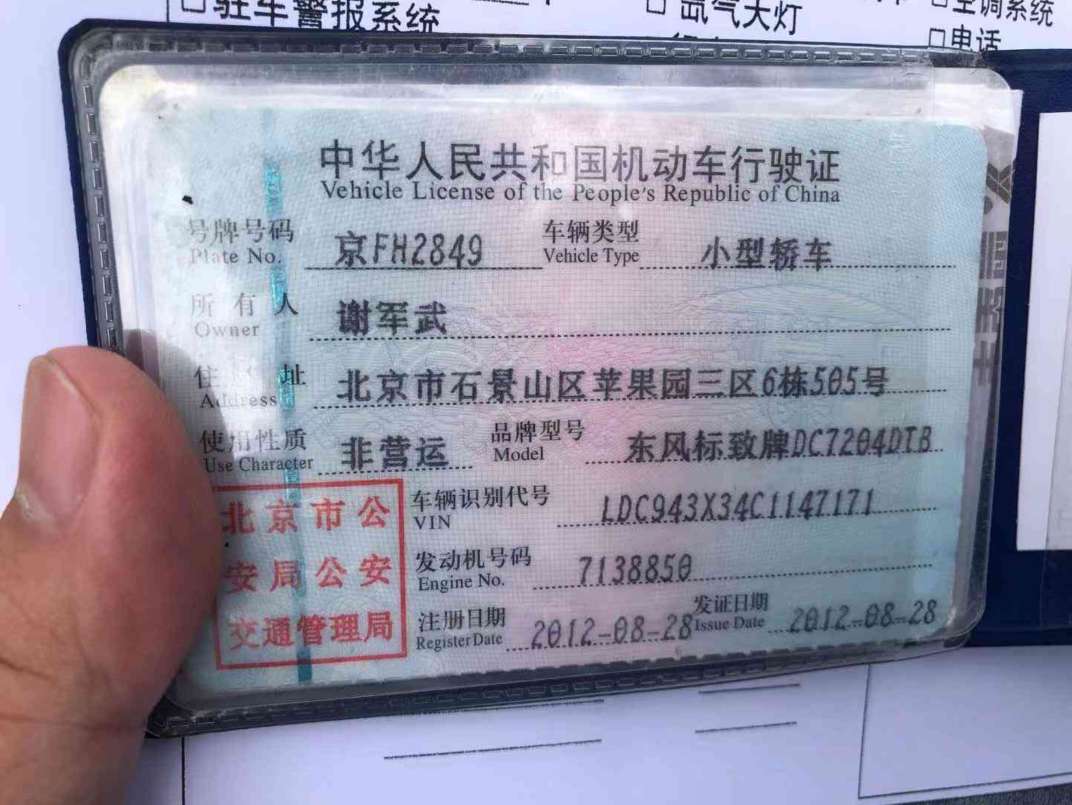 □驻车警报系统
□氙气大灯
□空调系统
□电话
中华人民共和国机动车行驶证
Vehicle License of the People's Republic of China
号牌号码 京FH2849 车辆类型 小型轿车
Plate No. Vehicle Type
所有人 谢军武
Owner
住址 北京市石景山区苹果园三区6栋505号
Address
使用性质 非营运 品牌型号 东风标致牌DC7204DTB
Use Character Model
北京市公
安局公安
交通管理局
车辆识别代号 LDC943X34C1147171
VIN
发动机号码 7138850
Engine No.
注册日期 2012-08-28 发证日期 2012-08-28
Register Date Issue Date